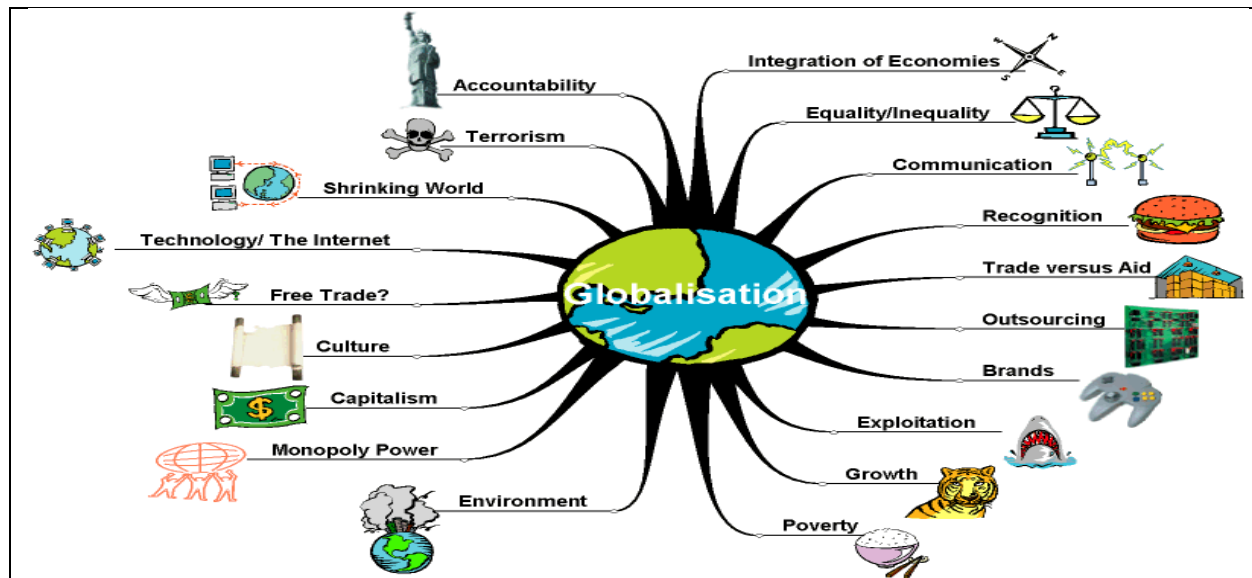 Globalisation
Integration of Economies
Equality/Inequality
Communication
Recognition
Trade versus Aid
Outsourcing
Brands
Exploitation
Growth
Poverty
Environment
Monopoly Power
Capitalism
Culture
Free Trade?
Technology/ The Internet
Shrinking World
Terrorism
Accountability
N
E
S
W
$